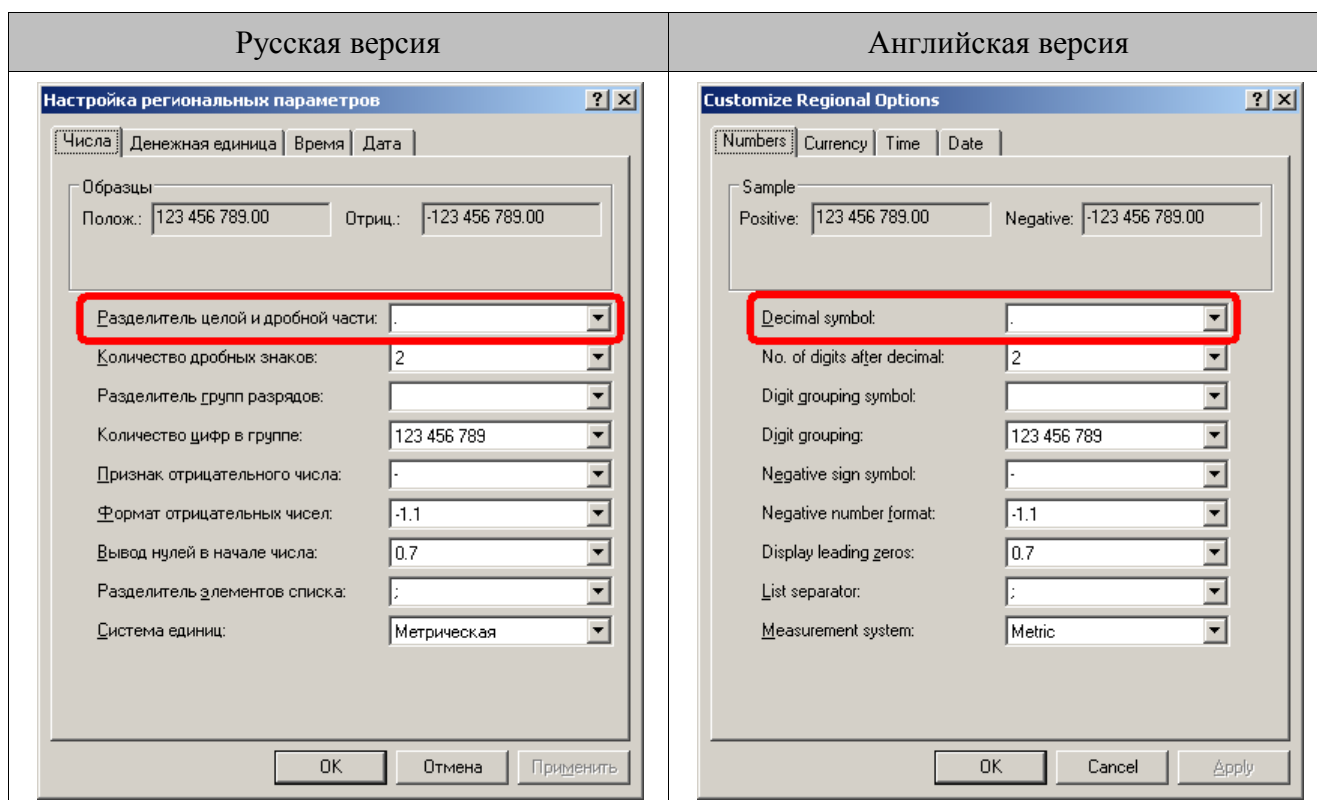 Русская версия
Английская версия
Настройка региональных параметров
Числа Денежная единица Время Дата
Образцы
Полож.: 123 456 789.00 Отриц.: -123 456 789.00
Разделитель целой и дробной части: .
Количество дробных знаков: 2
Разделитель групп разрядов:
Количество цифр в группе: 123 456 789
Признак отрицательного числа: -
Формат отрицательных чисел: -1.1
Вывод нулей в начале числа: 0.7
Разделитель элементов списка: ;
Система единиц: Метрическая
OK Отмена Применить
Customize Regional Options
Numbers Currency Time Date
Sample
Positive: 123 456 789.00 Negative: -123 456 789.00
Decimal symbol: .
No. of digits after decimal: 2
Digit grouping symbol:
Digit grouping: 123 456 789
Negative sign symbol: -
Negative number format: -1.1
Display leading zeros: 0.7
List separator: ;
Measurement system: Metric
OK Cancel Apply